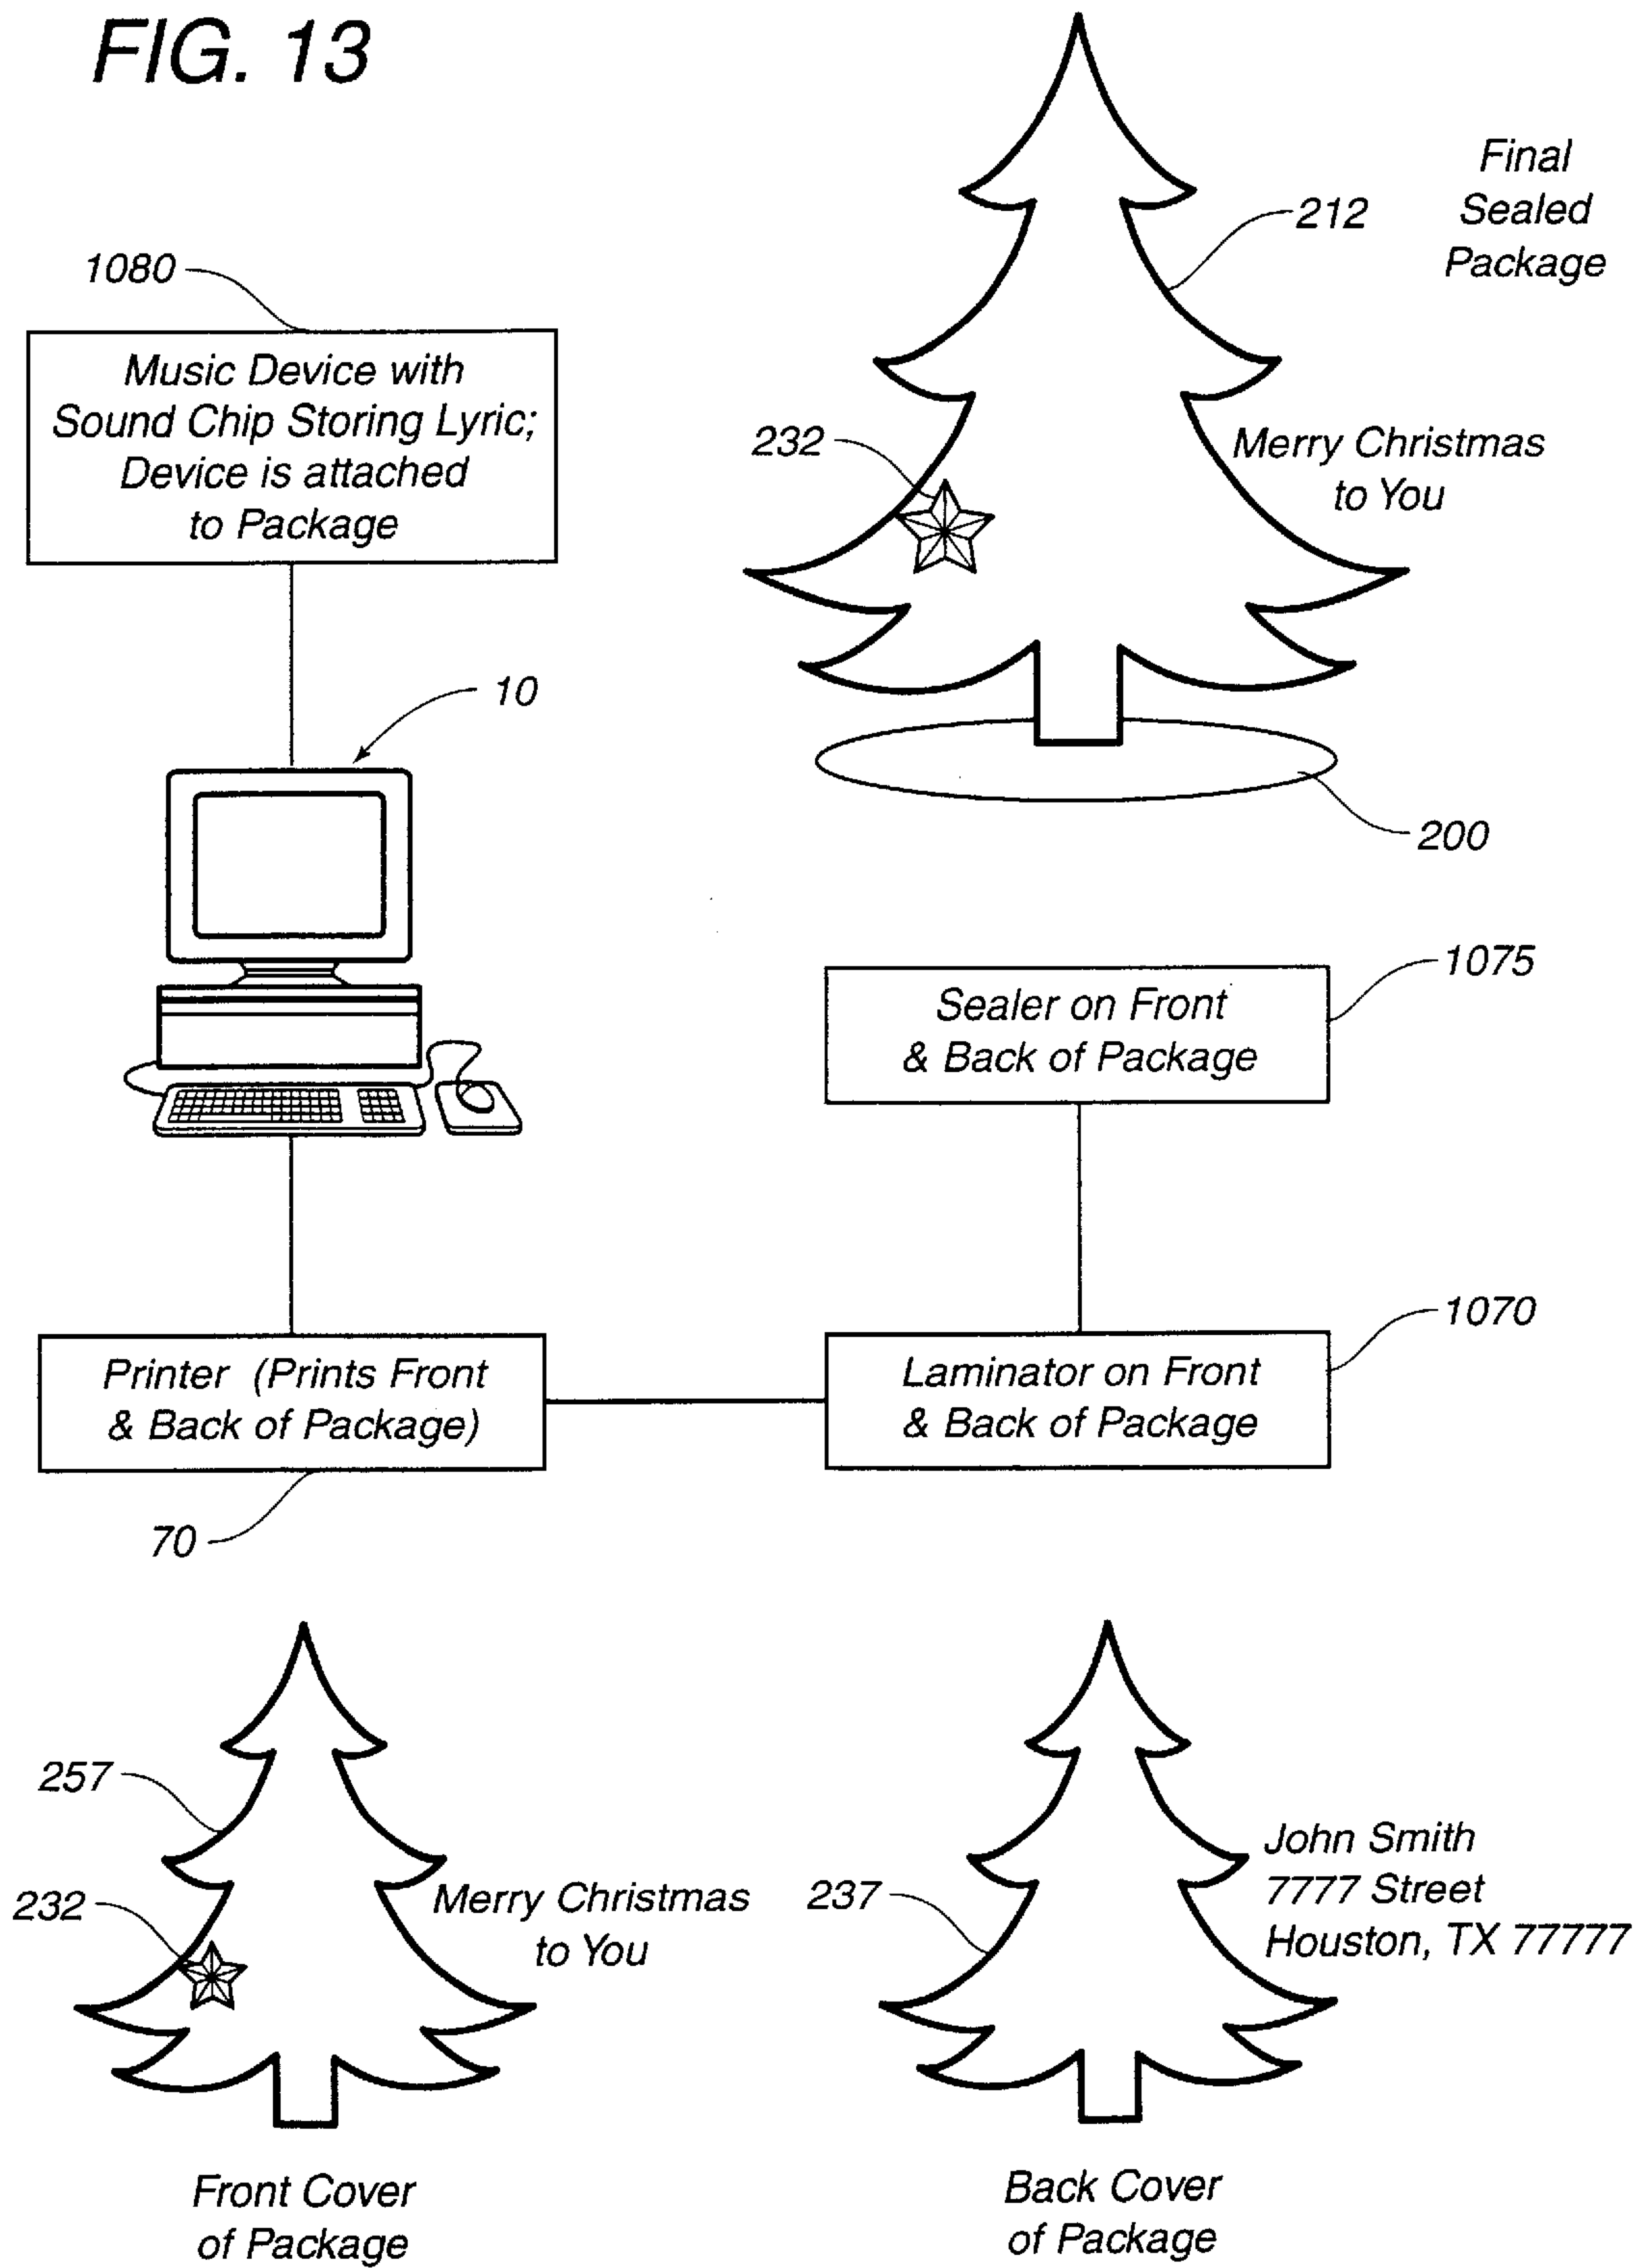 FIG. 13
Final
Sealed
Package
212
1080
Music Device with
Sound Chip Storing Lyric;
Device is attached
to Package
232
Merry Christmas
to You
10
200
1075
Sealer on Front
& Back of Package
1070
Printer (Prints Front
& Back of Package)
Laminator on Front
& Back of Package
70
257
232
Merry Christmas
to You
Front Cover
of Package
237
John Smith
7777 Street
Houston, TX 77777
Back Cover
of Package